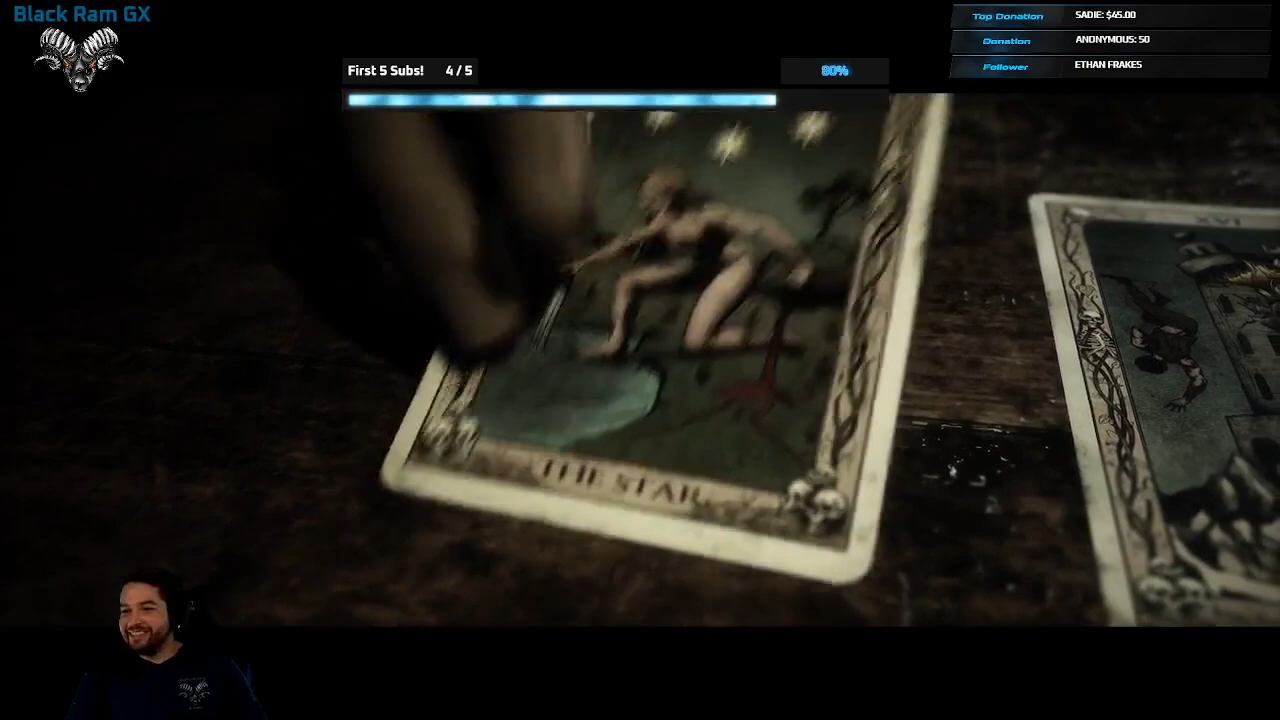 Black Ram GX
Top Donation SADIE: $45.00
Donation ANONYMOUS: 50
Follower ETHAN FRAKES
First 5 Subs! 4 / 5 80%
XVI
THE STAR